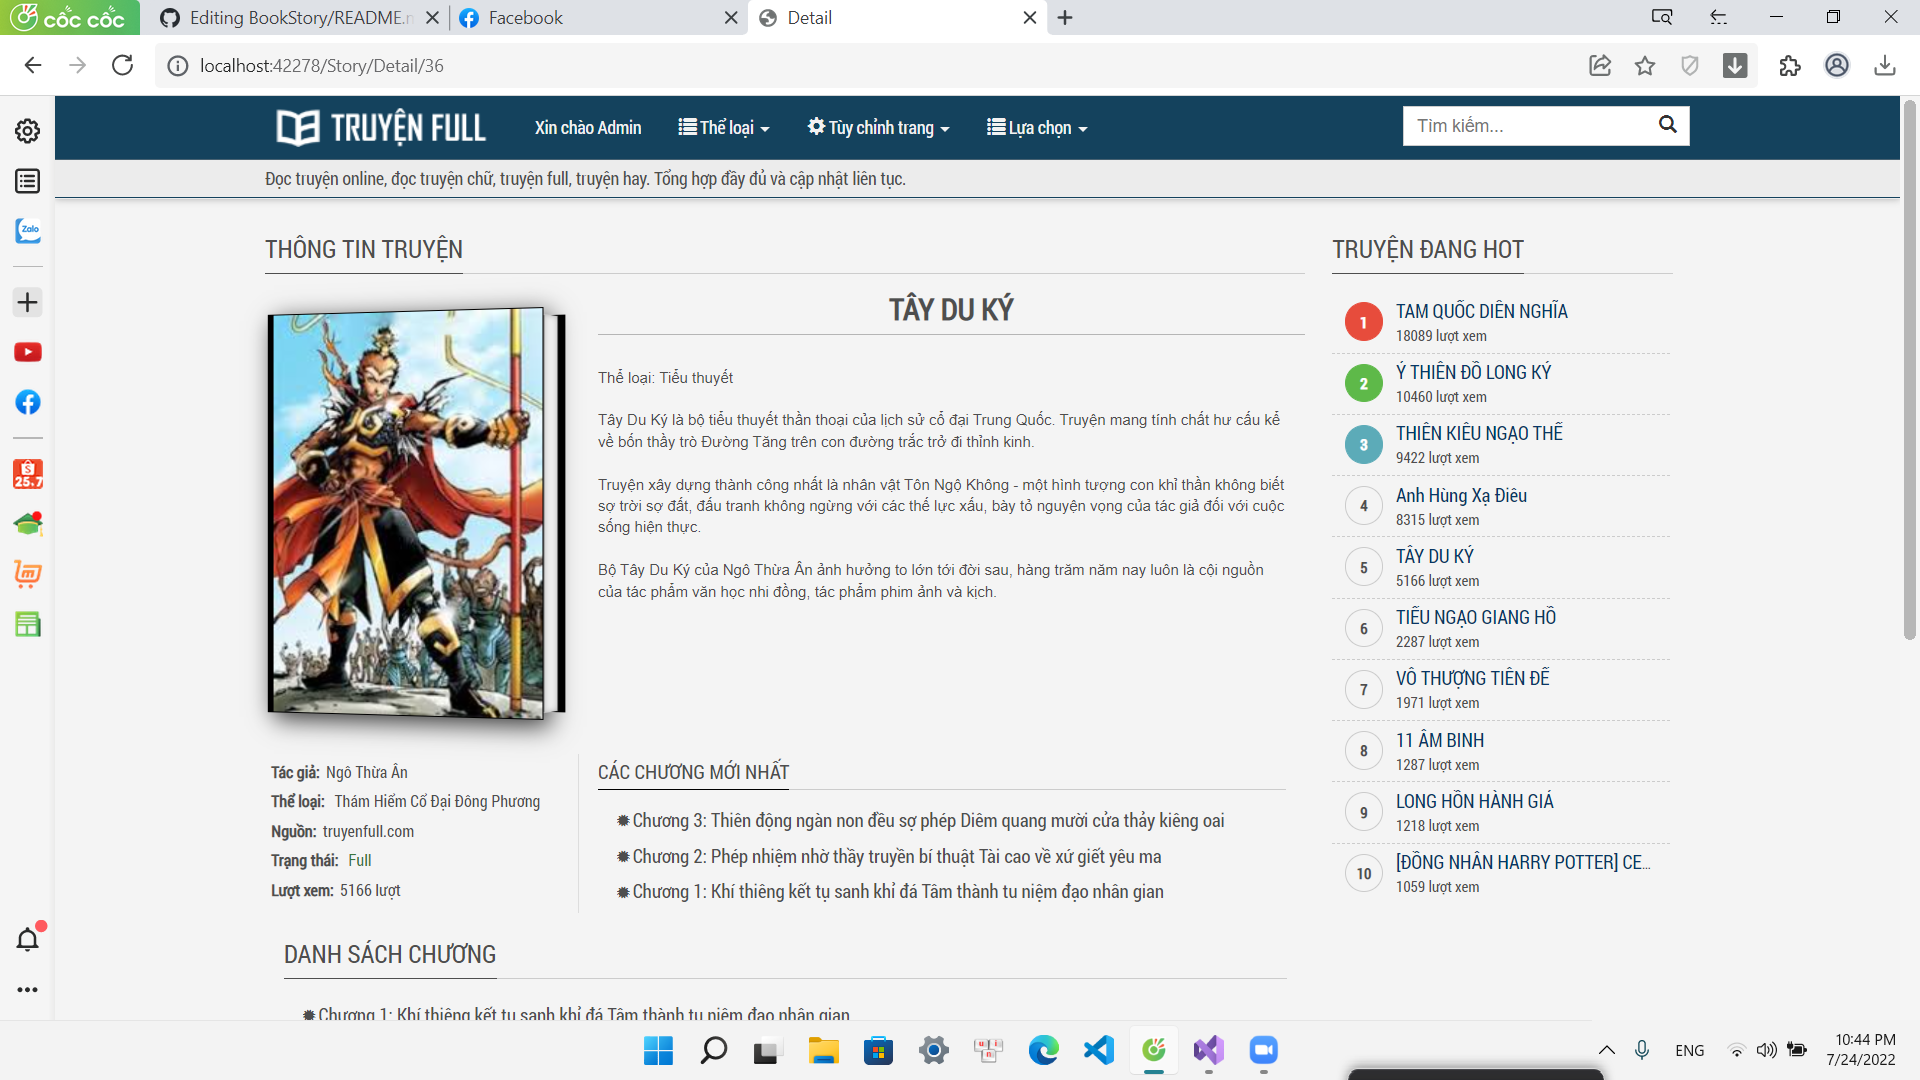 cốc cốc
Editing BookStory/README.m
Facebook
Detail
localhost:42278/Story/Detail/36
TRUYỆN FULL
Xin chào Admin
Thể loại
Tùy chỉnh trang
Lựa chọn
Tìm kiếm...
Đọc truyện online, đọc truyện chữ, truyện full, truyện hay. Tổng hợp đầy đủ và cập nhật liên tục.
Zalo
25.7
THÔNG TIN TRUYỆN
TÂY DU KÝ
Thể loại: Tiểu thuyết
Tây Du Ký là bộ tiểu thuyết thần thoại của lịch sử cổ đại Trung Quốc. Truyện mang tính chất hư cấu kể
về bốn thầy trò Đường Tăng trên con đường trắc trở đi thỉnh kinh.
Truyện xây dựng thành công nhất là nhân vật Tôn Ngộ Không - một hình tượng con khỉ thần không biết
sợ trời sợ đất, đấu tranh không ngừng với các thế lực xấu, bày tỏ nguyện vọng của tác giả đối với cuộc
sống hiện thực.
Bộ Tây Du Ký của Ngô Thừa Ân ảnh hưởng to lớn tới đời sau, hàng trăm năm nay luôn là cội nguồn
của tác phẩm văn học nhi đồng, tác phẩm phim ảnh và kịch.
Tác giả: Ngô Thừa Ân
Thể loại: Thám Hiểm Cổ Đại Đông Phương
Nguồn: truyenfull.com
Trạng thái: Full
Lượt xem: 5166 lượt
CÁC CHƯƠNG MỚI NHẤT
Chương 3: Thiên động ngàn non đều sợ phép Diêm quang mười cửa thảy kiêng oai
Chương 2: Phép nhiệm nhờ thầy truyền bí thuật Tài cao về xứ giết yêu ma
Chương 1: Khí thiêng kết tụ sanh khỉ đá Tâm thành tu niệm đạo nhân gian
DANH SÁCH CHƯƠNG
Chương 1: Khí thiêng kết tụ sanh khỉ đá Tâm thành tu niệm đạo nhân gian
TRUYỆN ĐANG HOT
1 TAM QUỐC DIỄN NGHĨA
18089 lượt xem
2 Ỷ THIÊN ĐỒ LONG KÝ
10460 lượt xem
3 THIÊN KIÊU NGẠO THẾ
9422 lượt xem
4 Anh Hùng Xạ Điêu
8315 lượt xem
5 TÂY DU KÝ
5166 lượt xem
6 TIẾU NGẠO GIANG HỒ
2287 lượt xem
7 VÔ THƯỢNG TIÊN ĐẾ
1971 lượt xem
8 11 ÂM BINH
1287 lượt xem
9 LONG HỒN HÀNH GIẢ
1218 lượt xem
10 [ĐỒNG NHÂN HARRY POTTER] CE...
1059 lượt xem
ENG
10:44 PM
7/24/2022